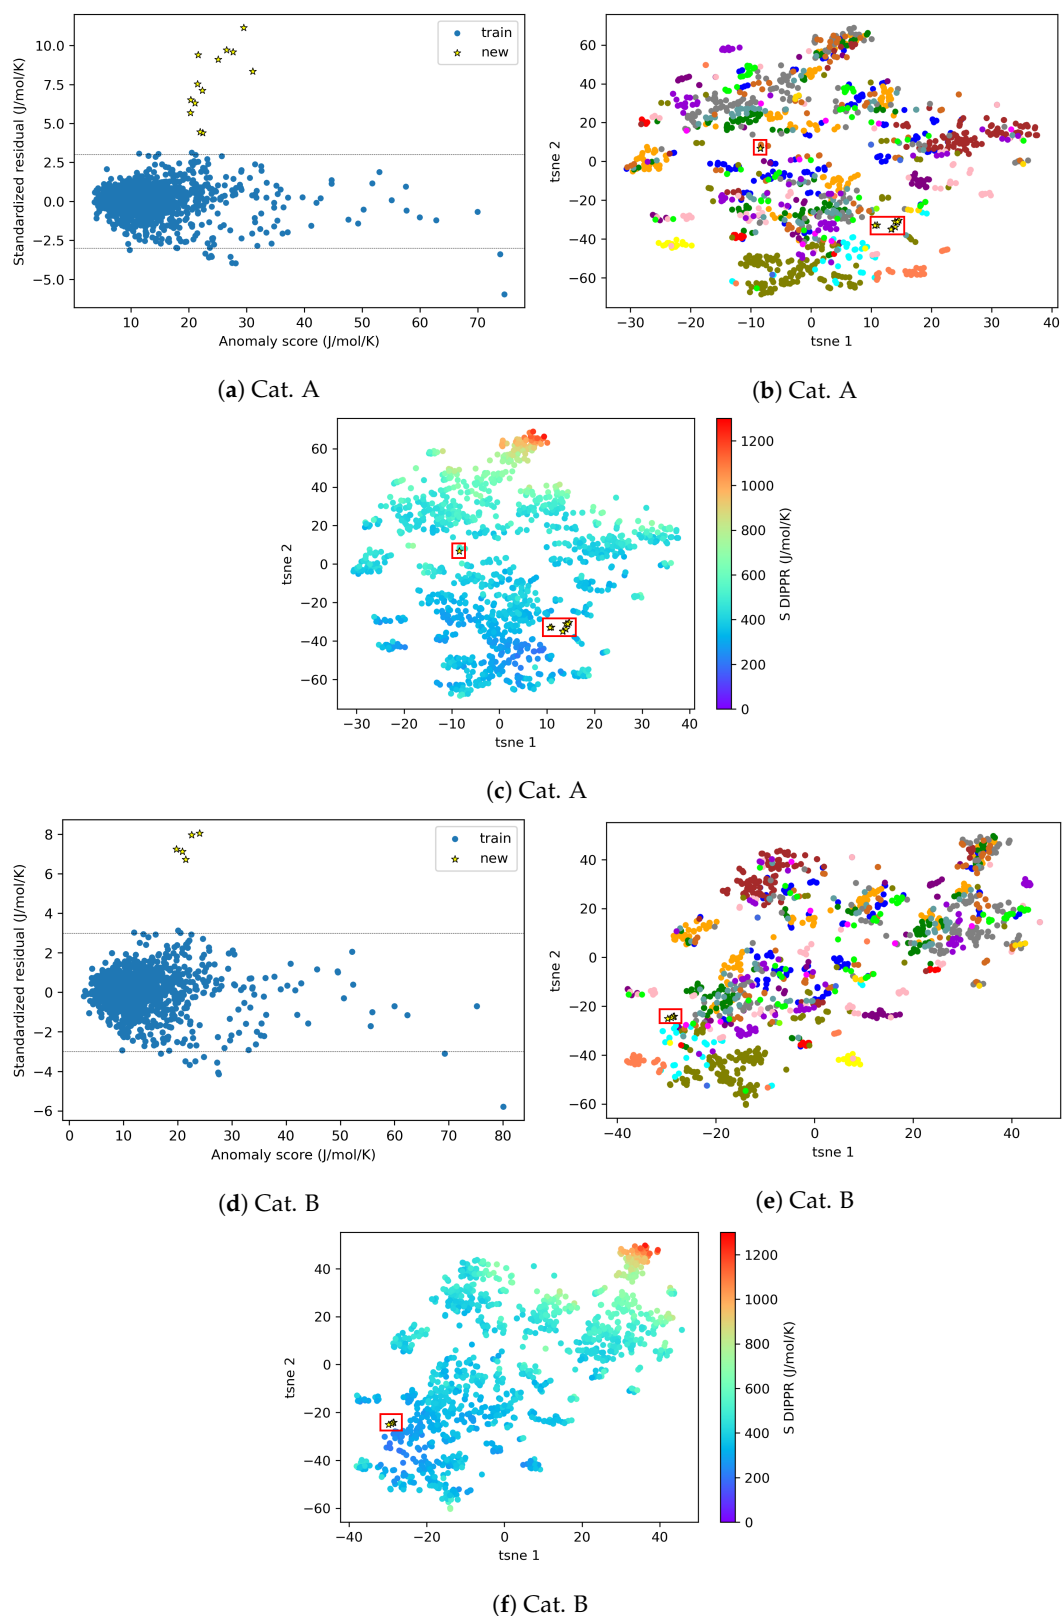 train
new
10.0
7.5
5.0
2.5
0.0
−2.5
−5.0
Standardized residual (J/mol/K)
10 20 30 40 50 60 70
Anomaly score (J/mol/K)
(a) Cat. A
60
40
20
0
−20
−40
−60
tsne 2
−30 −20 −10 0 10 20 30 40
tsne 1
(b) Cat. A
60
40
20
0
−20
−40
−60
tsne 2
−30 −20 −10 0 10 20 30 40
tsne 1
1200
1000
800
600
400
200
0
S DIPPR (J/mol/K)
(c) Cat. A
train
new
8
6
4
2
0
−2
−4
−6
Standardized residual (J/mol/K)
0 10 20 30 40 50 60 70 80
Anomaly score (J/mol/K)
(d) Cat. B
40
20
0
−20
−40
−60
tsne 2
−40 −20 0 20 40
tsne 1
(e) Cat. B
40
20
0
−20
−40
−60
tsne 2
−40 −20 0 20 40
tsne 1
1200
1000
800
600
400
200
0
S DIPPR (J/mol/K)
(f) Cat. B